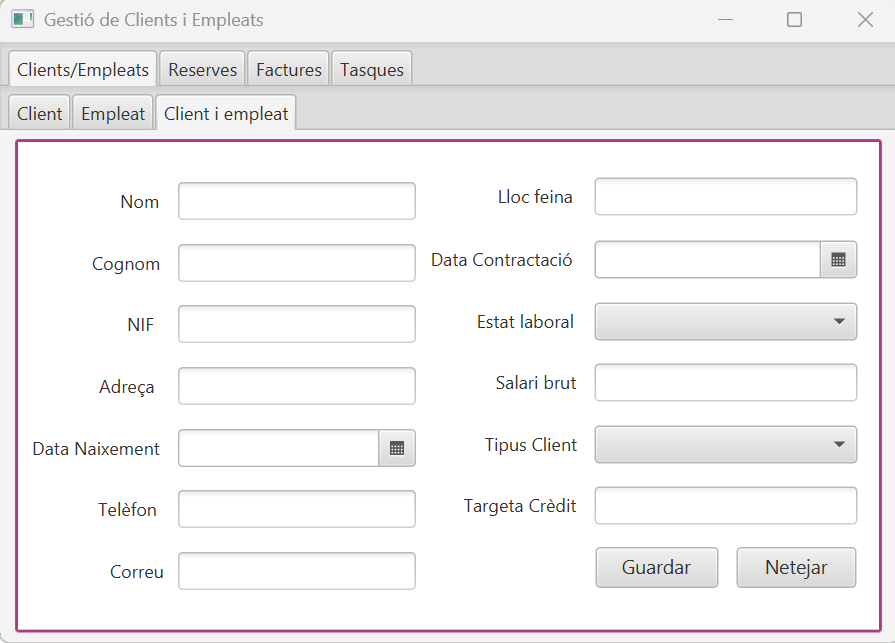 Gestió de Clients i Empleats
Clients/Empleats Reserves Factures Tasques
Client Empleat Client i empleat
Nom
Cognom
NIF
Adreça
Data Naixement
Telèfon
Correu
Lloc feina
Data Contractació
Estat laboral
Salari brut
Tipus Client
Targeta Crèdit
Guardar Netejar